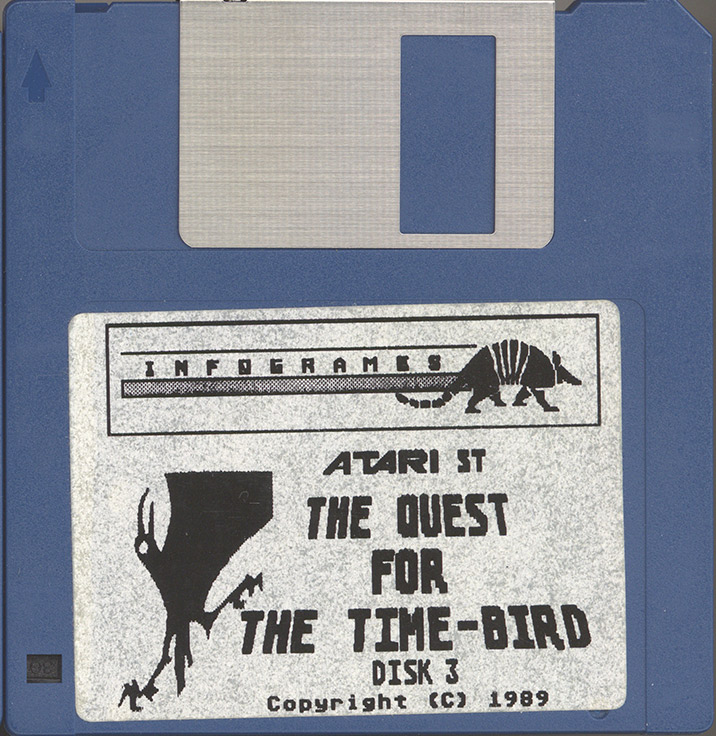 INFOGRAMES
ATARI ST
THE QUEST
FOR
THE TIME-BIRD
DISK 3
Copyright (C) 1989